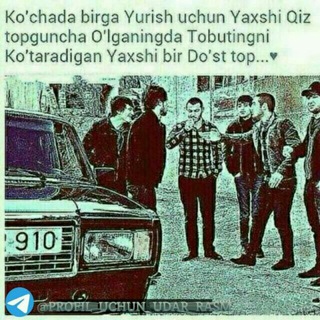 Ko'chada birga Yurish uchun Yaxshi Qiz
topguncha O'lganingda Tobutingni
Ko'taradigan Yaxshi bir Do'st top...♥
910
@PROFIL_UCHUN_UDAR_RASM